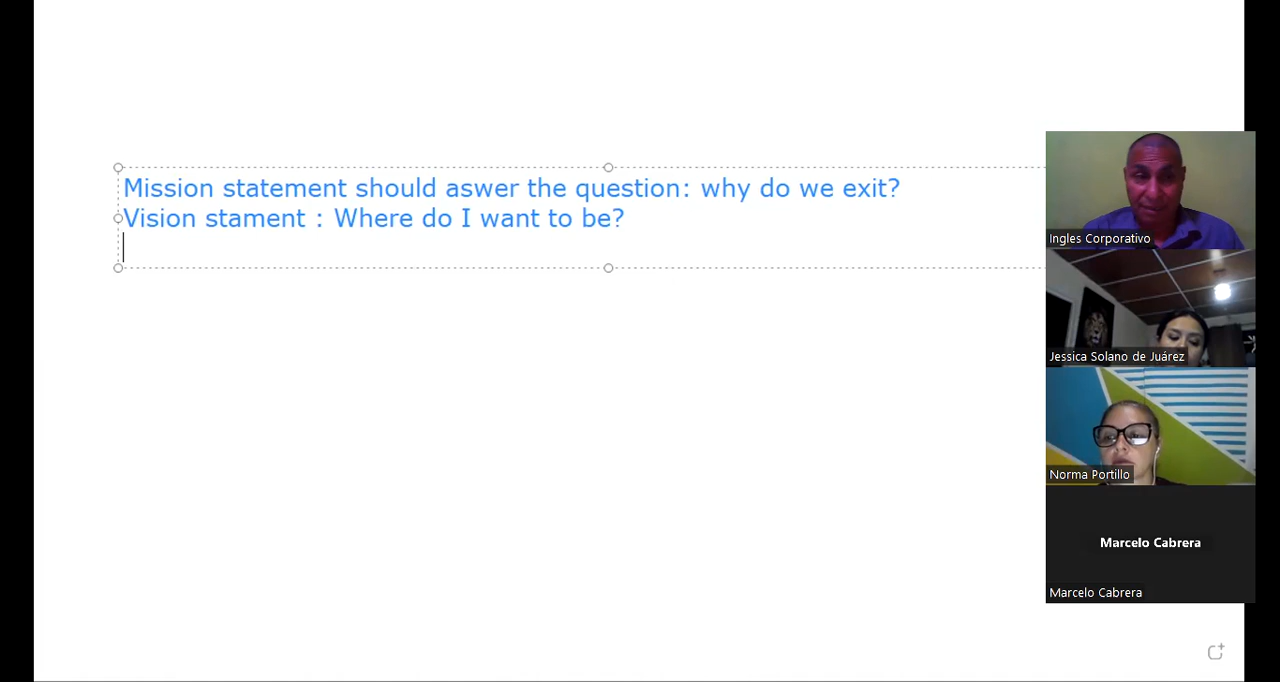 Mission statement should aswer the question: why do we exit?
Vision stament : Where do I want to be?
Ingles Corporativo
Jessica Solano de Juárez
Norma Portillo
Marcelo Cabrera
Marcelo Cabrera